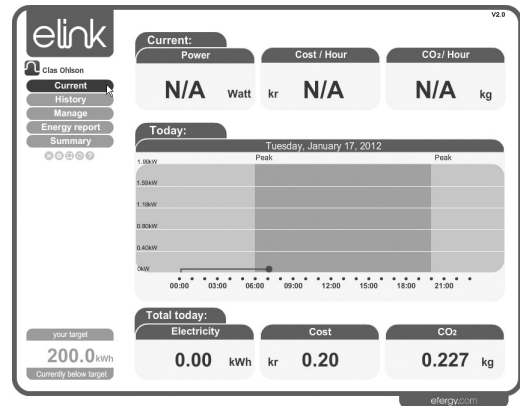 V2.0
elink
Clas Ohlson
Current
History
Manage
Energy report
Summary
your target
200.0kWh
Currently below target
Current:
Power
Cost / Hour
CO2/ Hour
N/A Watt
kr N/A
N/A kg
Today:
Tuesday, January 17, 2012
Peak
Peak
1.99kW
1.59kW
1.19kW
0.80kW
0.40kW
0kW
00:00 03:00 06:00 09:00 12:00 15:00 18:00 21:00
Total today:
Electricity
Cost
CO2
0.00 kWh
kr 0.20
0.227 kg
efergy.com